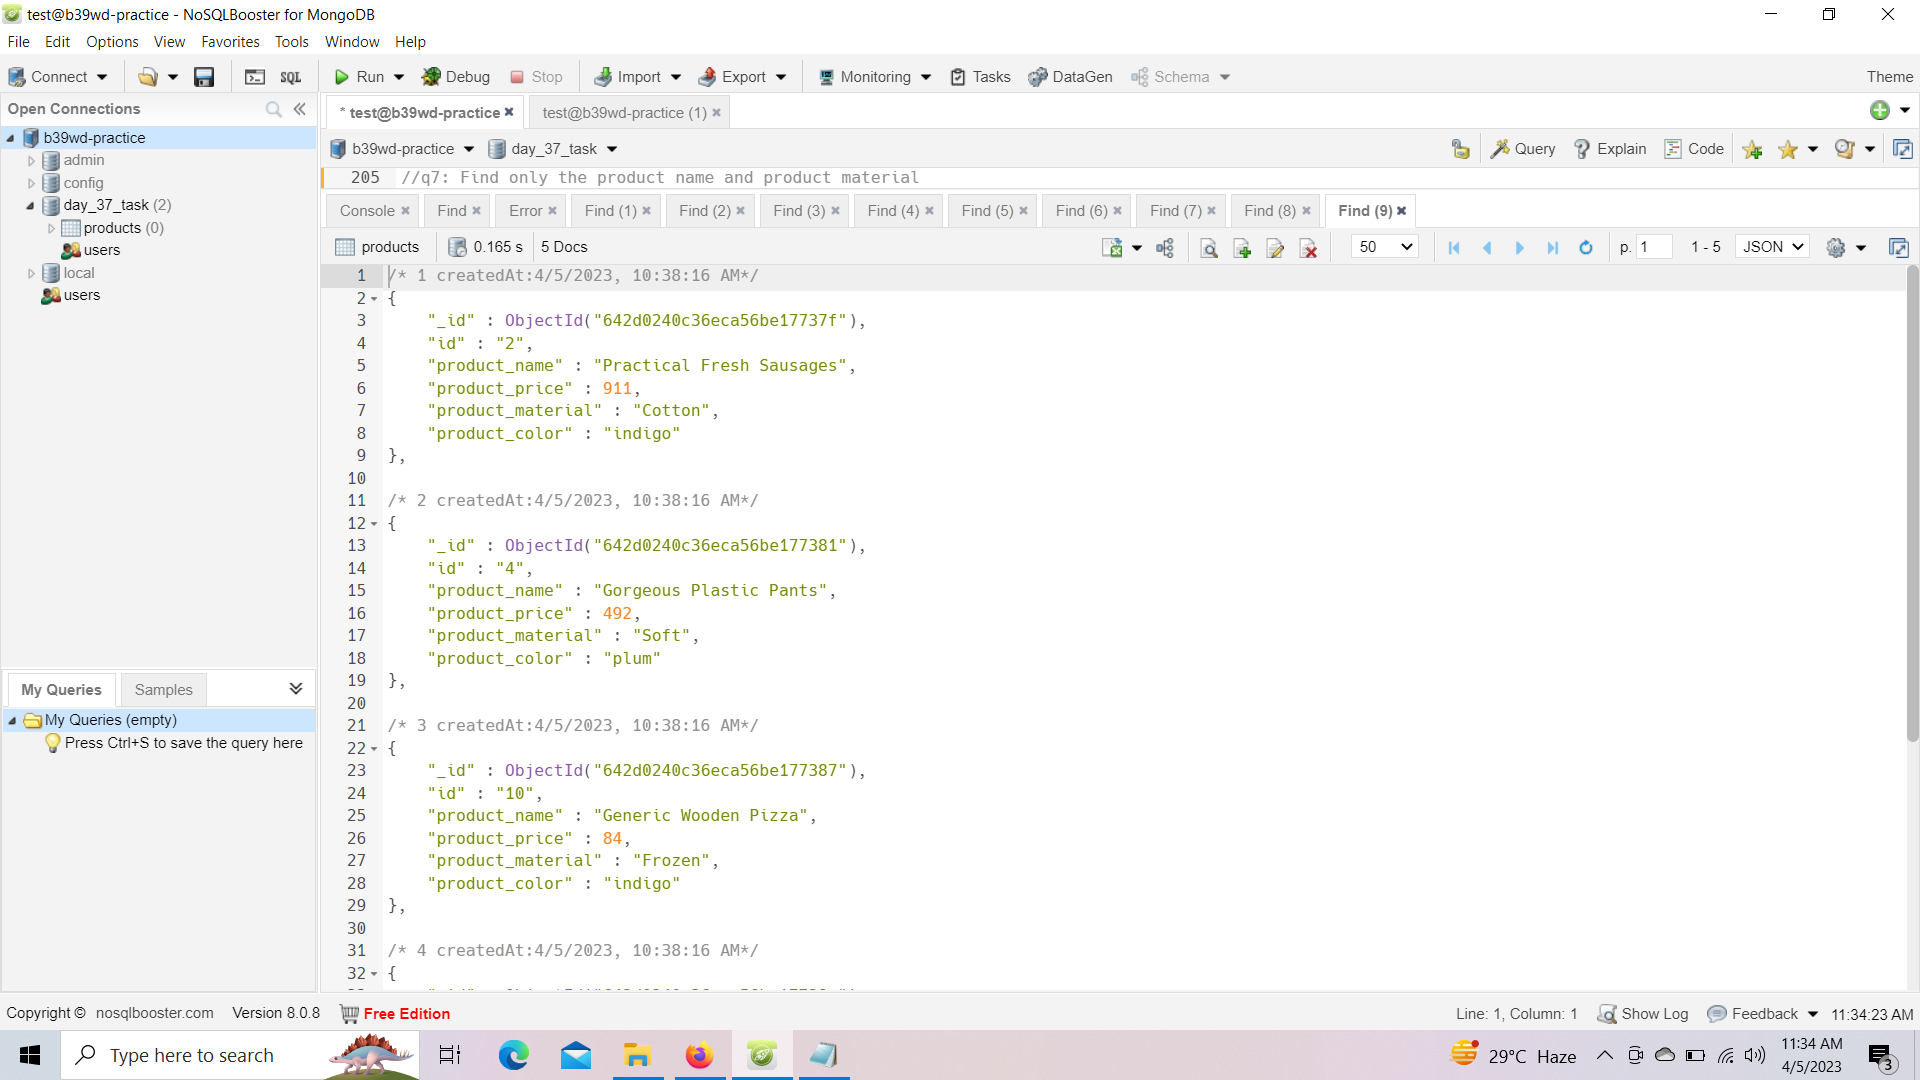 test@b39wd-practice - NoSQLBooster for MongoDB
File Edit Options View Favorites Tools Window Help
Connect SQL Run Debug Stop Import Export Monitoring Tasks DataGen Schema Theme
Open Connections
b39wd-practice
admin
config
day_37_task (2)
products (0)
users
local
users
My Queries Samples
My Queries (empty)
Press Ctrl+S to save the query here
* test@b39wd-practice test@b39wd-practice (1)
b39wd-practice day_37_task Query Explain Code
205 //q7: Find only the product name and product material
Console Find Error Find (1) Find (2) Find (3) Find (4) Find (5) Find (6) Find (7) Find (8) Find (9)
products 0.165 s 5 Docs 50 p. 1 1 - 5 JSON
1 /* 1 createdAt:4/5/2023, 10:38:16 AM*/
2 {
3 "_id" : ObjectId("642d0240c36eca56be17737f"),
4 "id" : "2",
5 "product_name" : "Practical Fresh Sausages",
6 "product_price" : 911,
7 "product_material" : "Cotton",
8 "product_color" : "indigo"
9 },
10
11 /* 2 createdAt:4/5/2023, 10:38:16 AM*/
12 {
13 "_id" : ObjectId("642d0240c36eca56be177381"),
14 "id" : "4",
15 "product_name" : "Gorgeous Plastic Pants",
16 "product_price" : 492,
17 "product_material" : "Soft",
18 "product_color" : "plum"
19 },
20
21 /* 3 createdAt:4/5/2023, 10:38:16 AM*/
22 {
23 "_id" : ObjectId("642d0240c36eca56be177387"),
24 "id" : "10",
25 "product_name" : "Generic Wooden Pizza",
26 "product_price" : 84,
27 "product_material" : "Frozen",
28 "product_color" : "indigo"
29 },
30
31 /* 4 createdAt:4/5/2023, 10:38:16 AM*/
32 {
Copyright © nosqlbooster.com Version 8.0.8 Free Edition Line: 1, Column: 1 Show Log Feedback 11:34:23 AM
Type here to search 29°C Haze 11:34 AM
4/5/2023 3